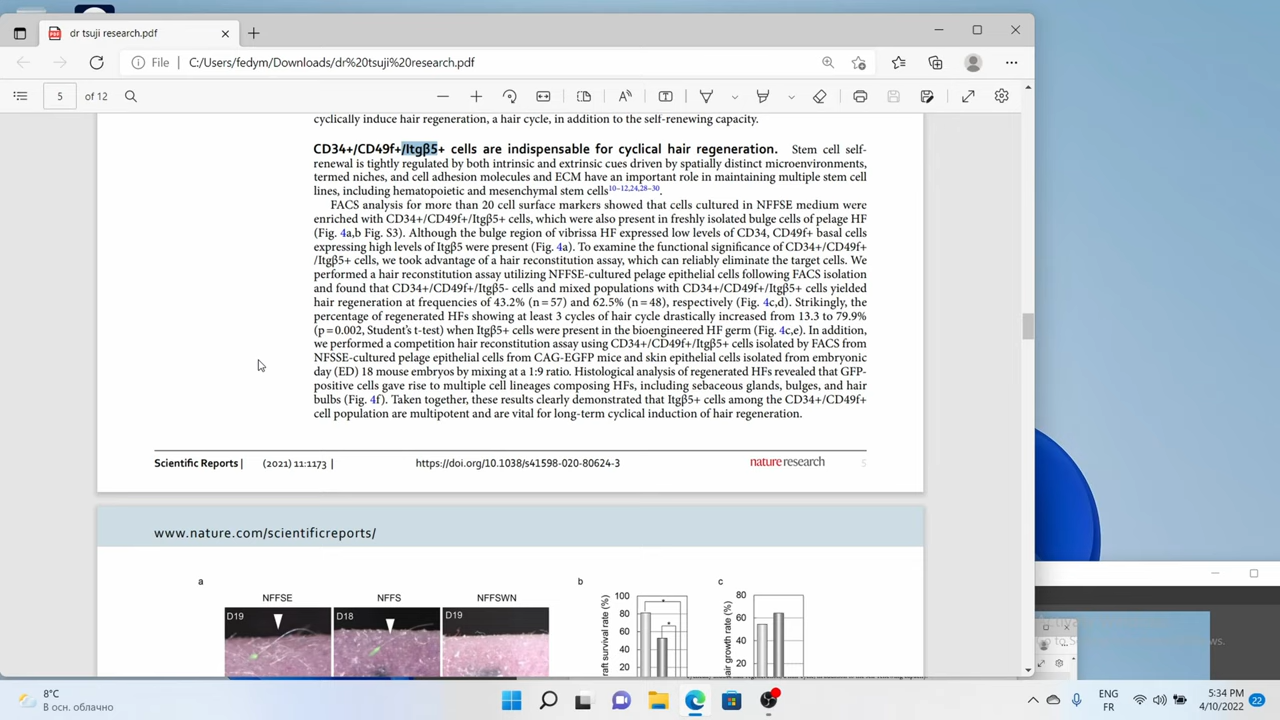 dr tsuji research.pdf
File C:/Users/fedym/Downloads/dr%20tsuji%20research.pdf
5 of 12
cyclically induce hair regeneration, a hair cycle, in addition to the self-renewing capacity.
CD34+/CD49f+/Itgβ5+ cells are indispensable for cyclical hair regeneration. Stem cell self-
renewal is tightly regulated by both intrinsic and extrinsic cues driven by spatially distinct microenvironments,
termed niches, and cell adhesion molecules and ECM have an important role in maintaining multiple stem cell
lines, including hematopoietic and mesenchymal stem cells10–12,24,28–30.
FACS analysis for more than 20 cell surface markers showed that cells cultured in NFFSE medium were
enriched with CD34+/CD49f+/Itgβ5+ cells, which were also present in freshly isolated bulge cells of pelage HF
(Fig. 4a,b Fig. S3). Although the bulge region of vibrissa HF expressed low levels of CD34, CD49f+ basal cells
expressing high levels of Itgβ5 were present (Fig. 4a). To examine the functional significance of CD34+/CD49f+
/Itgβ5+ cells, we took advantage of a hair reconstitution assay, which can reliably eliminate the target cells. We
performed a hair reconstitution assay utilizing NFFSE-cultured pelage epithelial cells following FACS isolation
and found that CD34+/CD49f+/Itgβ5- cells and mixed populations with CD34+/CD49f+/Itgβ5+ cells yielded
hair regeneration at frequencies of 43.2% (n = 57) and 62.5% (n = 48), respectively (Fig. 4c,d). Strikingly, the
percentage of regenerated HFs showing at least 3 cycles of hair cycle drastically increased from 13.3 to 79.9%
(p = 0.002, Student's t-test) when Itgβ5+ cells were present in the bioengineered HF germ (Fig. 4c,e). In addition,
we performed a competition hair reconstitution assay using CD34+/CD49f+/Itgβ5+ cells isolated by FACS from
NFFSE-cultured pelage epithelial cells from CAG-EGFP mice and skin epithelial cells isolated from embryonic
day (ED) 18 mouse embryos by mixing at a 1:9 ratio. Histological analysis of regenerated HFs revealed that GFP-
positive cells gave rise to multiple cell lineages composing HFs, including sebaceous glands, bulges, and hair
bulbs (Fig. 4f). Taken together, these results clearly demonstrated that Itgβ5+ cells among the CD34+/CD49f+
cell population are multipotent and are vital for long-term cyclical induction of hair regeneration.
Scientific Reports | (2021) 11:1173 | https://doi.org/10.1038/s41598-020-80624-3 nature research 5
www.nature.com/scientificreports/
a b c
NFFSE NFFS NFFSWN
D19 D18 D19
100 80 60 40 20
80 60 40 20
raft survival rate (%)
air growth rate (%)
8°C
В осн. облачно
ENG
FR
5:34 PM
4/10/2022
22